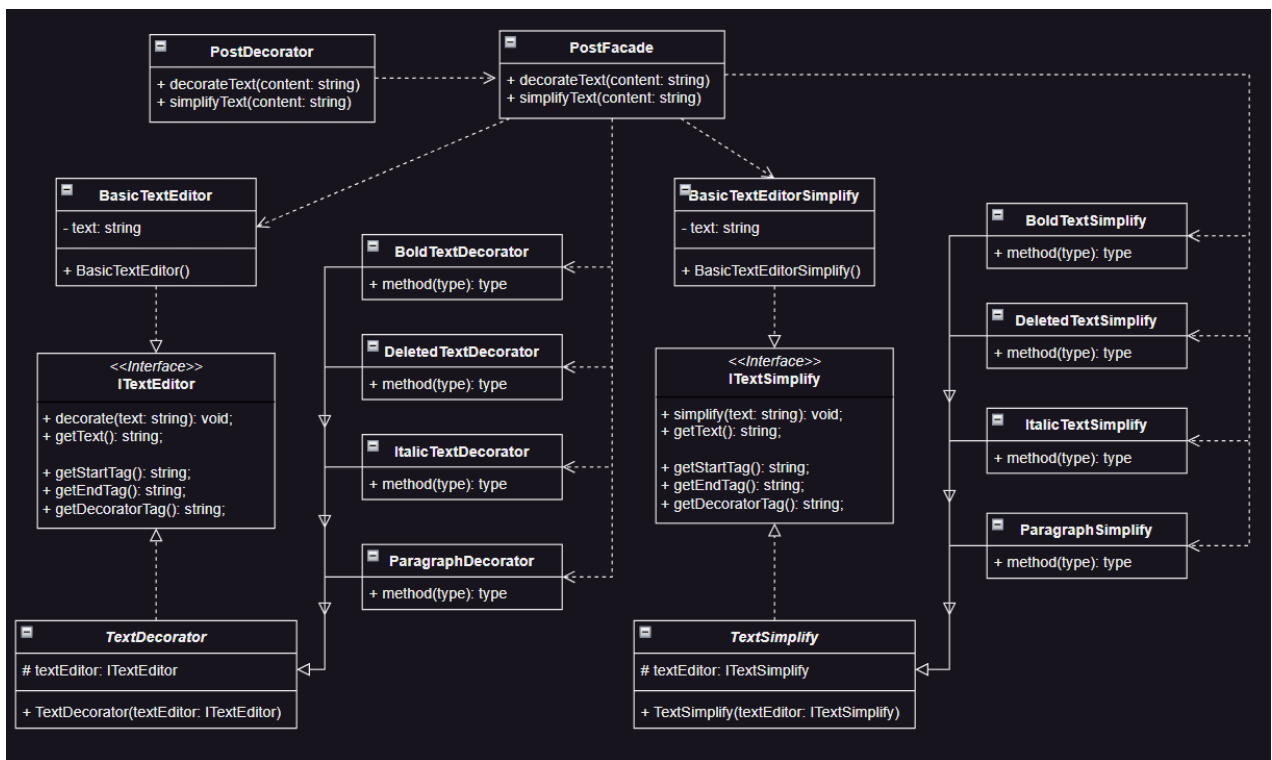 PostDecorator
+ decorateText(content: string)
+ simplifyText(content: string)
PostFacade
+ decorateText(content: string)
+ simplifyText(content: string)
BasicTextEditor
- text: string
+ BasicTextEditor()
BasicTextEditorSimplify
- text: string
+ BasicTextEditorSimplify()
BoldTextDecorator
+ method(type): type
DeletedTextDecorator
+ method(type): type
ItalicTextDecorator
+ method(type): type
ParagraphDecorator
+ method(type): type
BoldTextSimplify
+ method(type): type
DeletedTextSimplify
+ method(type): type
ItalicTextSimplify
+ method(type): type
ParagraphSimplify
+ method(type): type
<<Interface>>
ITextEditor
+ decorate(text: string): void;
+ getText(): string;
+ getStartTag(): string;
+ getEndTag(): string;
+ getDecoratorTag(): string;
<<Interface>>
ITextSimplify
+ simplify(text: string): void;
+ getText(): string;
+ getStartTag(): string;
+ getEndTag(): string;
+ getDecoratorTag(): string;
TextDecorator
# textEditor: ITextEditor
+ TextDecorator(textEditor: ITextEditor)
TextSimplify
# textEditor: ITextSimplify
+ TextSimplify(textEditor: ITextSimplify)